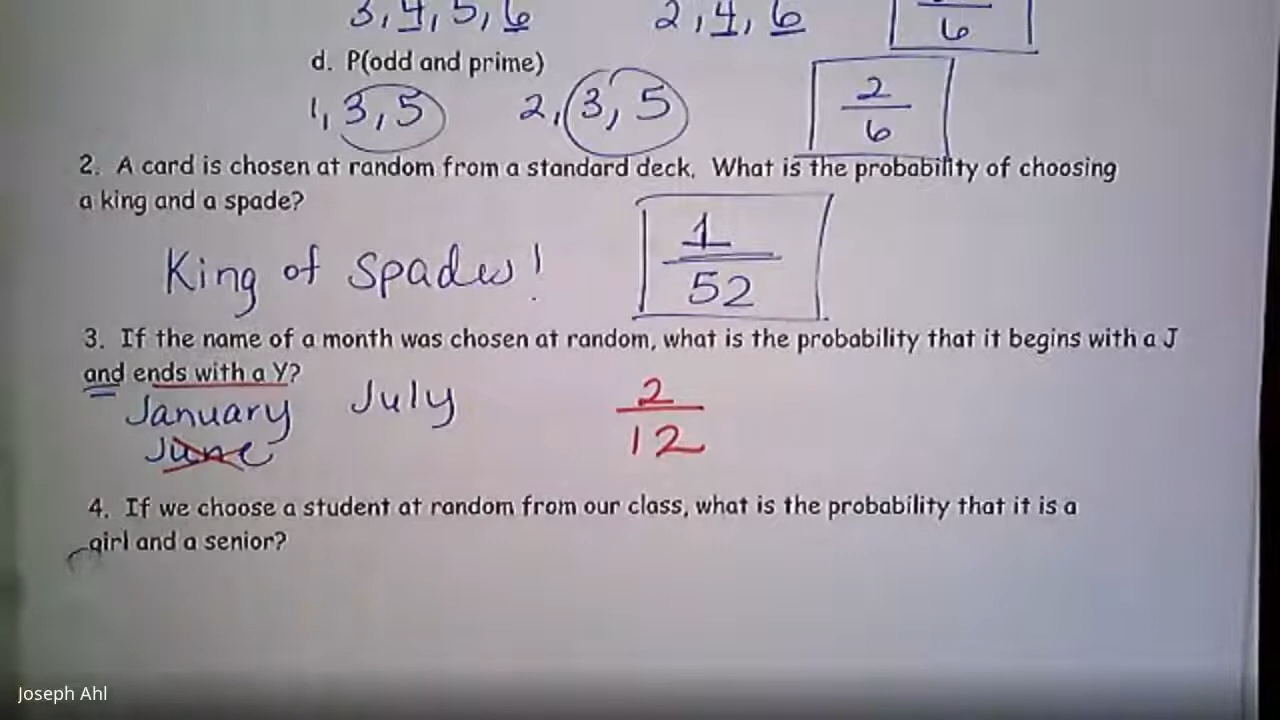 3, 4, 5, 6 2, 4, 6 6
d. P(odd and prime)
1, 3, 5 2, 3, 5 2/6
2. A card is chosen at random from a standard deck. What is the probability of choosing
a king and a spade?
King of Spades! 1/52
3. If the name of a month was chosen at random, what is the probability that it begins with a J
and ends with a Y?
January July 2/12
June
4. If we choose a student at random from our class, what is the probability that it is a
girl and a senior?
Joseph Ahl